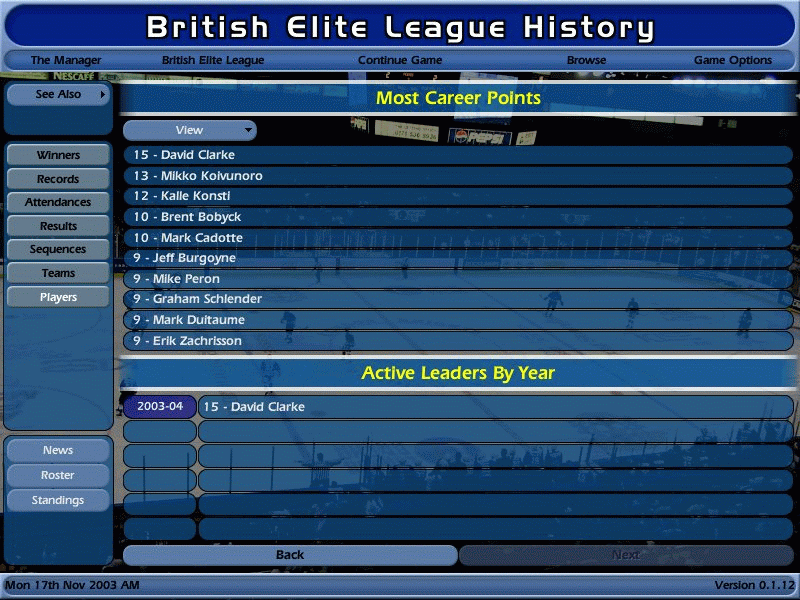 British Elite League History
The Manager British Elite League Continue Game Browse Game Options
NESCAFÉ
See Also
Most Career Points
View
PEPSI
15 - David Clarke
Winners
13 - Mikko Koivunoro
Records
12 - Kalle Konsti
Attendances
10 - Brent Bobyck
Results
10 - Mark Cadotte
Sequences
9 - Jeff Burgoyne
Teams
9 - Mike Peron
Players
9 - Graham Schlender
9 - Mark Dutiaume
9 - Erik Zachrisson
Active Leaders By Year
2003-04 15 - David Clarke
News
Roster
Standings
Back Next
Mon 17th Nov 2003 AM Version 0.1.12